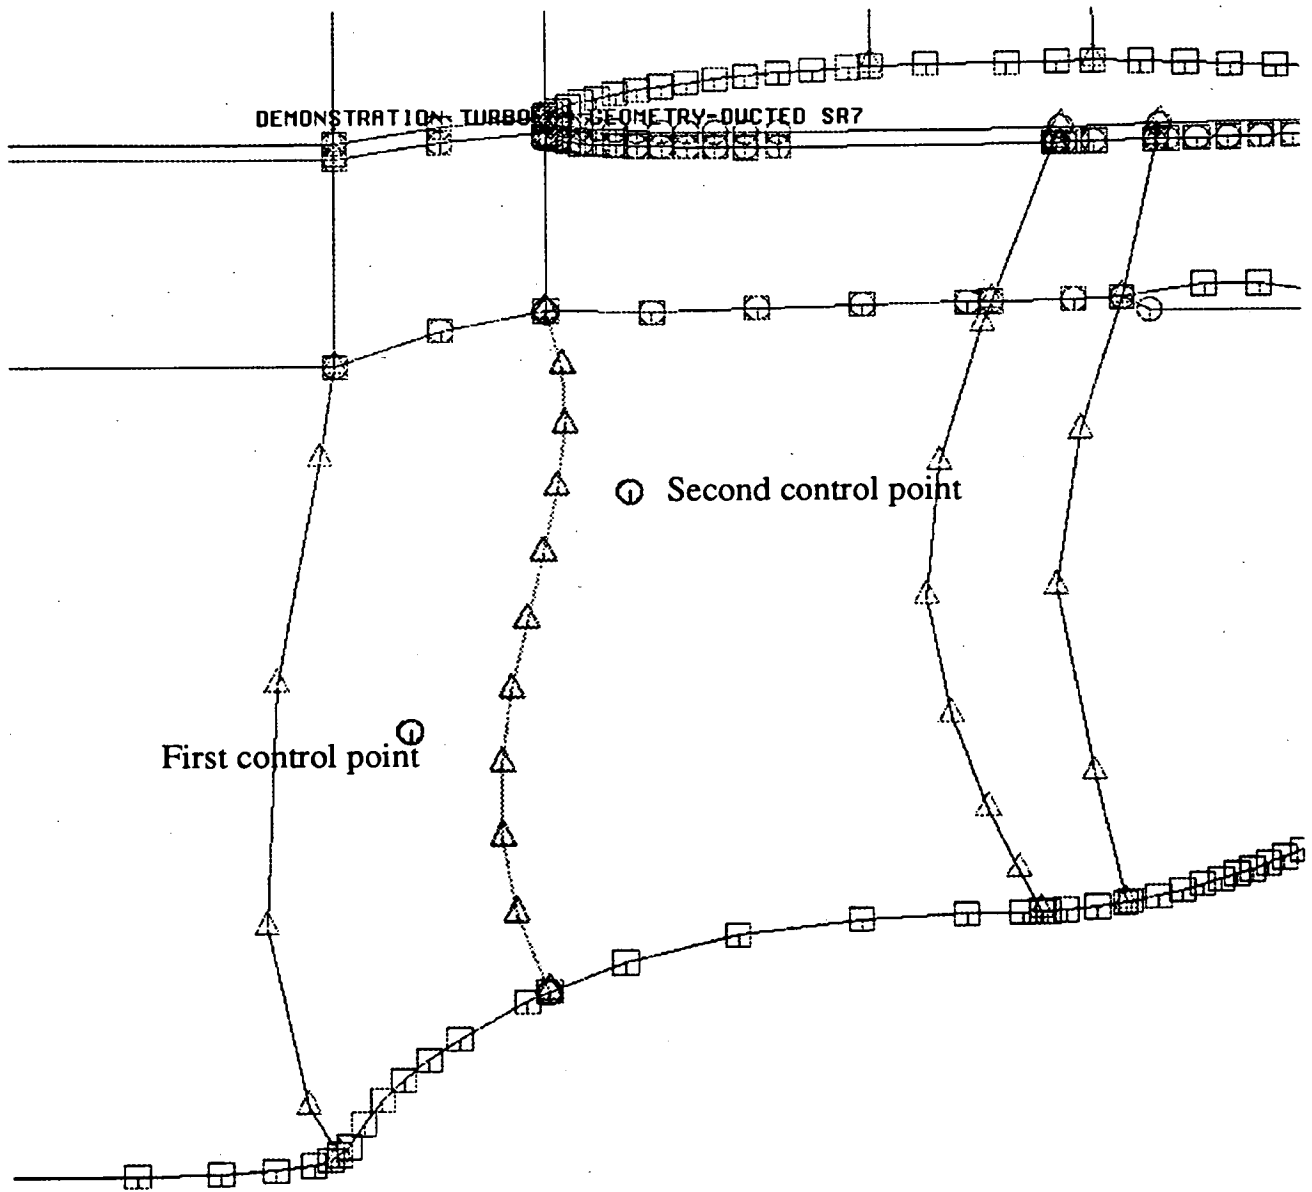 DEMONSTRATION TURBO GEOMETRY-DUCTED SR7
Second control point
First control point